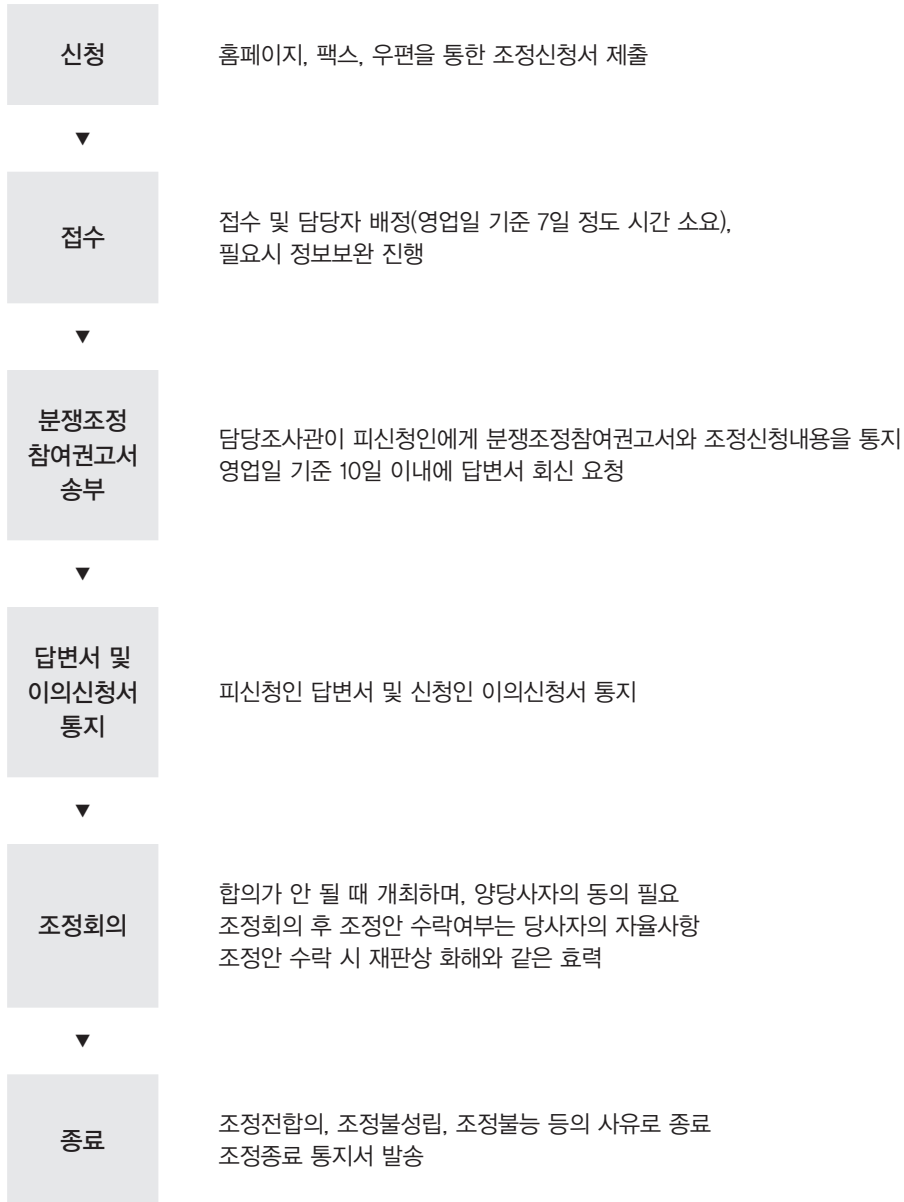 신청
홈페이지, 팩스, 우편을 통한 조정신청서 제출
▼
접수
접수 및 담당자 배정(영업일 기준 7일 정도 시간 소요),
필요시 정보보완 진행
▼
분쟁조정
참여권고서
송부
담당조사관이 피신청인에게 분쟁조정참여권고서와 조정신청내용을 통지
영업일 기준 10일 이내에 답변서 회신 요청
▼
답변서 및
이의신청서
통지
피신청인 답변서 및 신청인 이의신청서 통지
▼
조정회의
합의가 안 될 때 개최하며, 양당사자의 동의 필요
조정회의 후 조정안 수락여부는 당사자의 자율사항
조정안 수락 시 재판상 화해와 같은 효력
▼
종료
조정전합의, 조정불성립, 조정불능 등의 사유로 종료
조정종료 통지서 발송